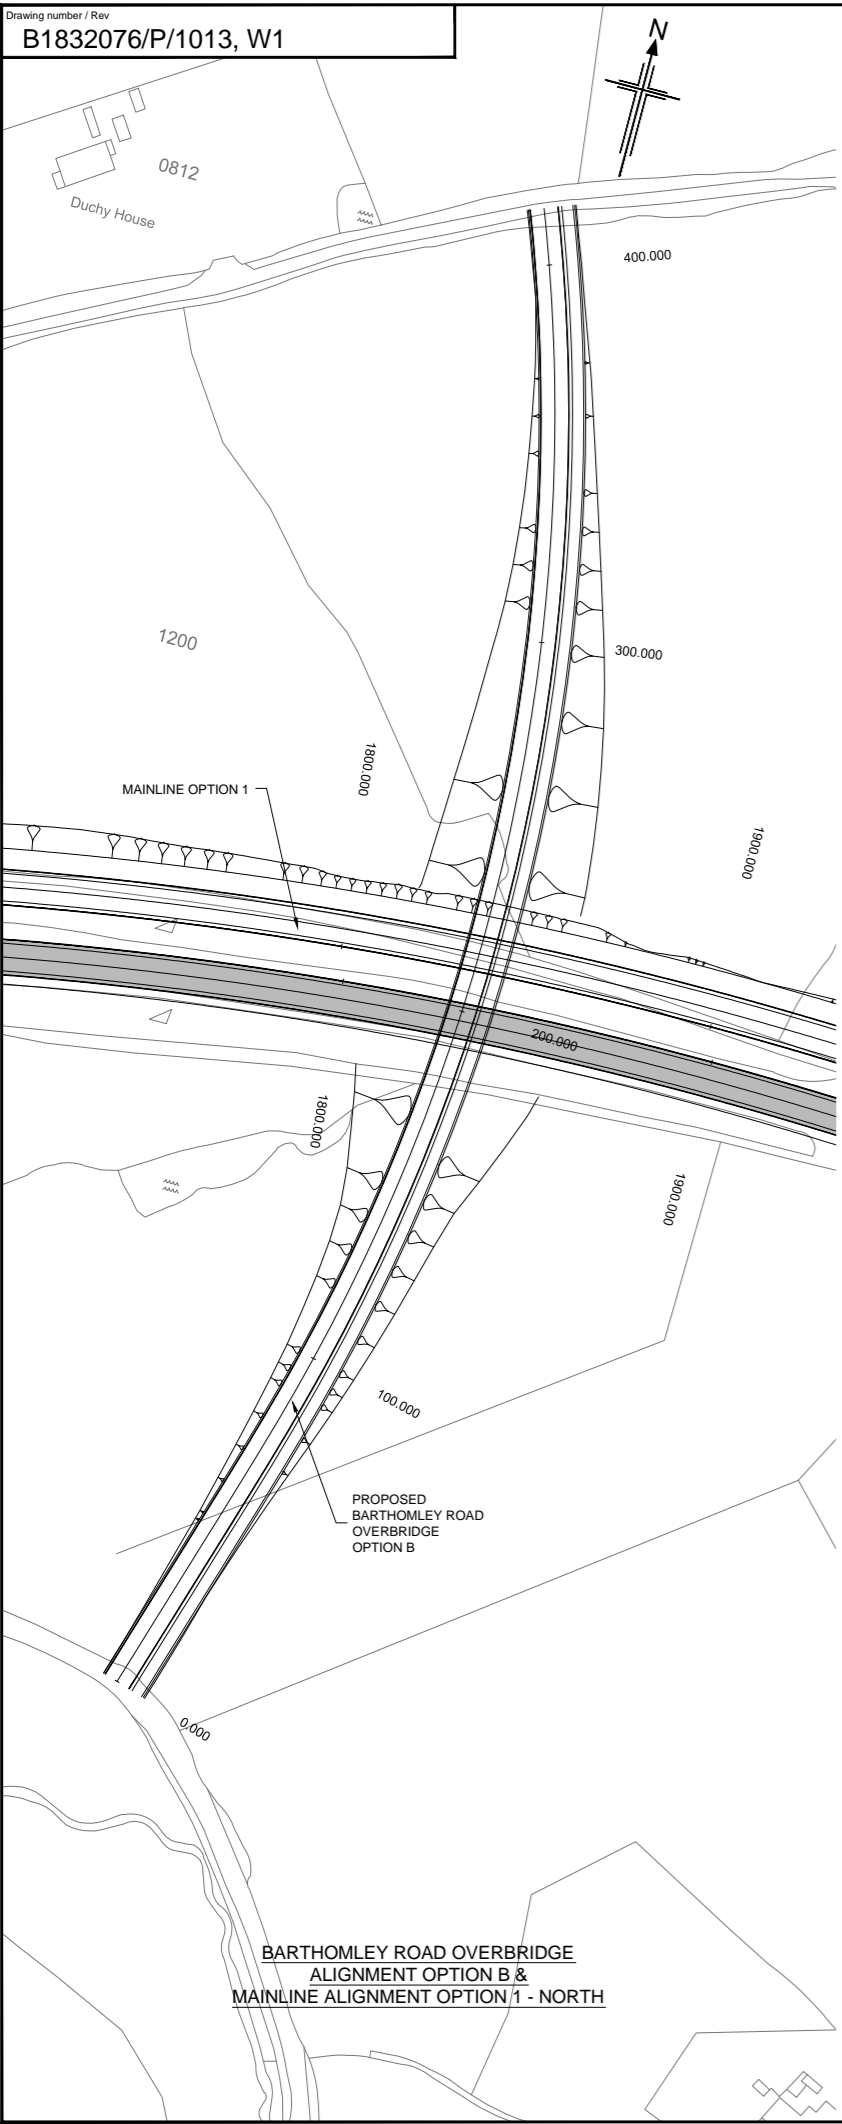 Drawing number / Rev
B1832076/P/1013, W1
N
0812
Duchy House
400.000
1200
300.000
1800.000
MAINLINE OPTION 1
1900.000
200.000
1800.000
1900.000
100.000
PROPOSED
BARTHOMLEY ROAD
OVERBRIDGE
OPTION B
0.000
BARTHOMLEY ROAD OVERBRIDGE
ALIGNMENT OPTION B &
MAINLINE ALIGNMENT OPTION 1 - NORTH